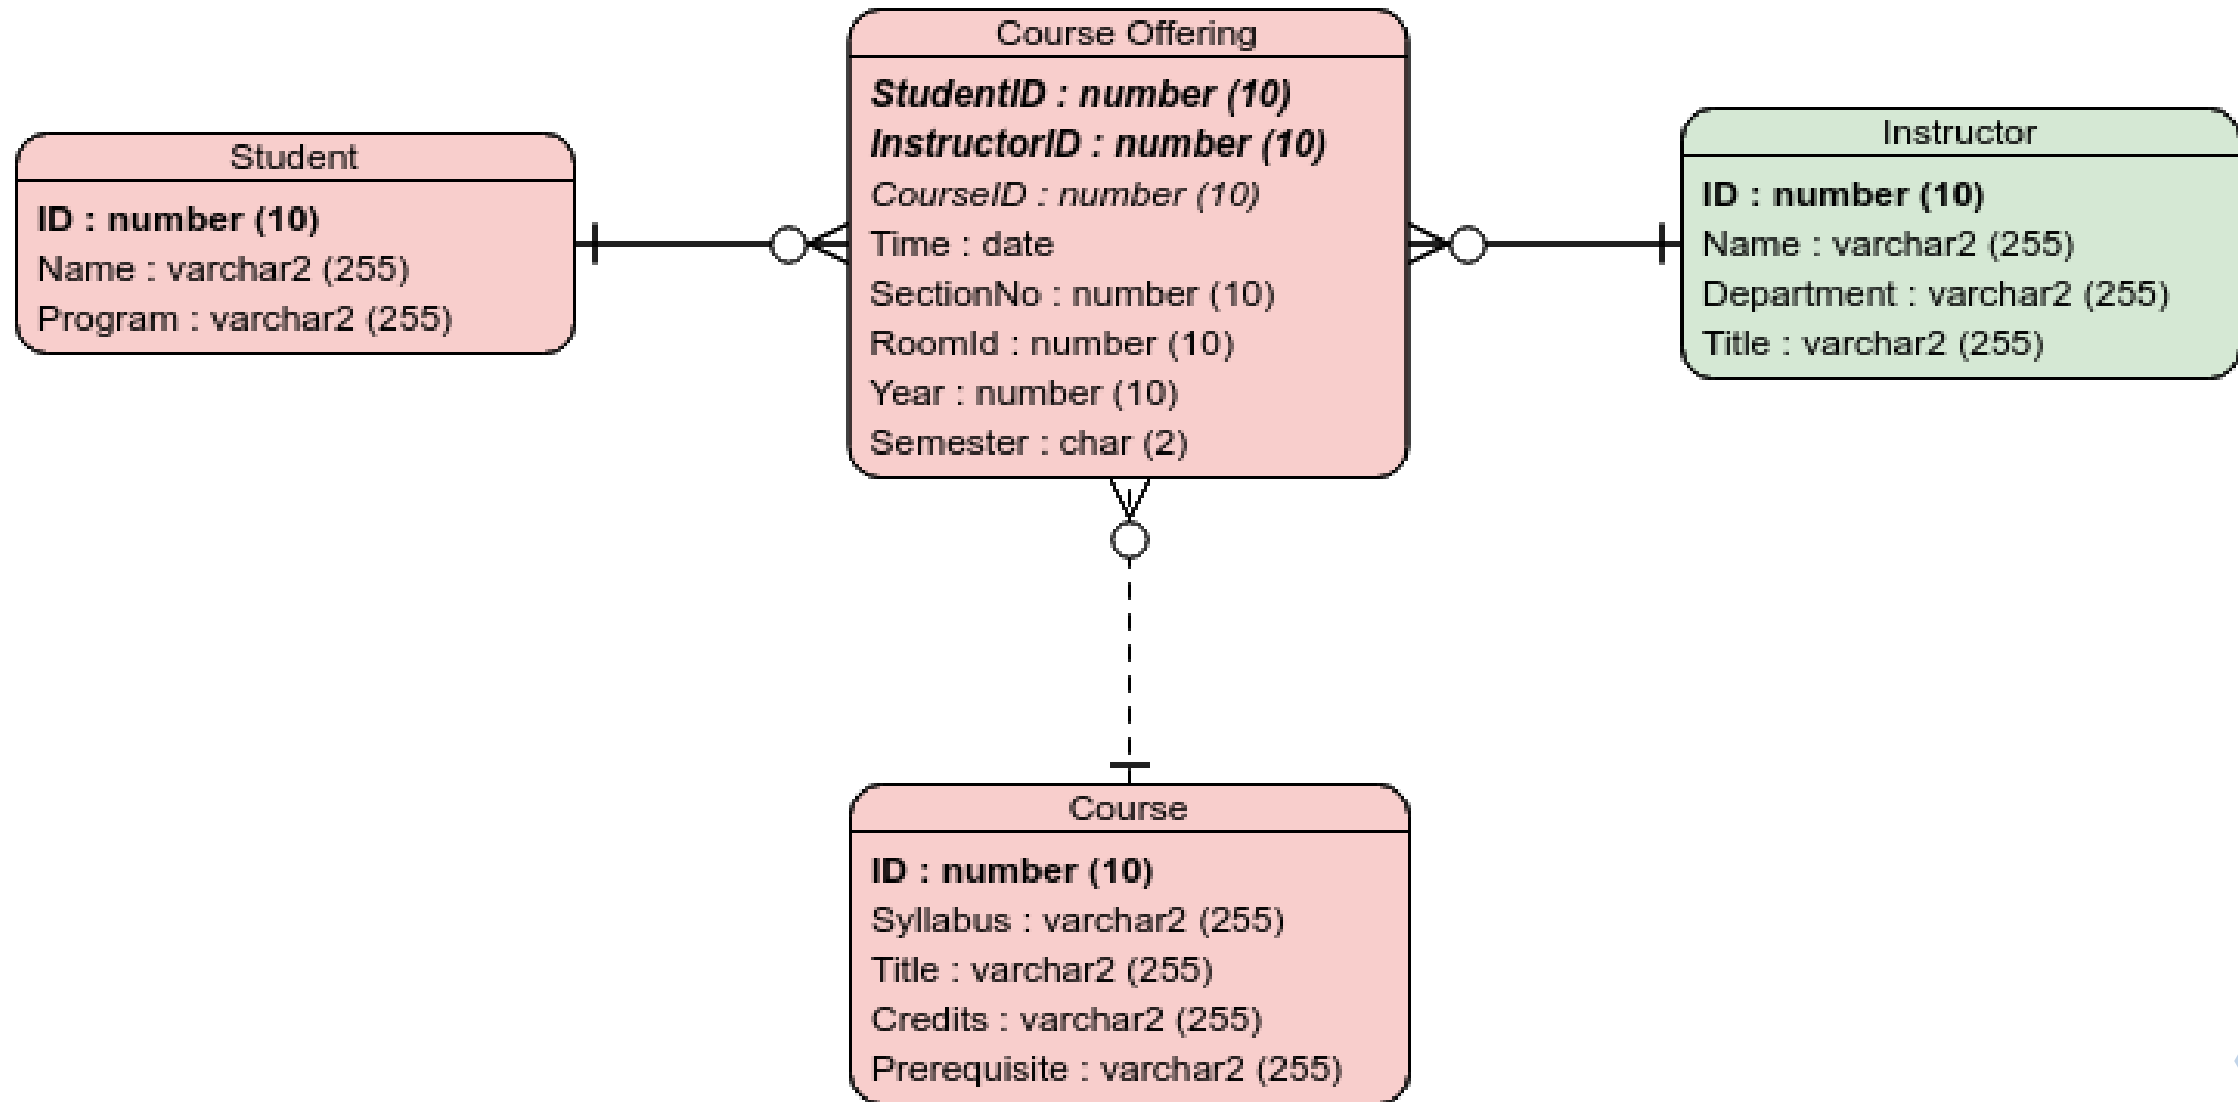 Student
ID : number (10)
Name : varchar2 (255)
Program : varchar2 (255)
Course Offering
StudentID : number (10)
InstructorID : number (10)
CourseID : number (10)
Time : date
SectionNo : number (10)
RoomId : number (10)
Year : number (10)
Semester : char (2)
Instructor
ID : number (10)
Name : varchar2 (255)
Department : varchar2 (255)
Title : varchar2 (255)
Course
ID : number (10)
Syllabus : varchar2 (255)
Title : varchar2 (255)
Credits : varchar2 (255)
Prerequisite : varchar2 (255)